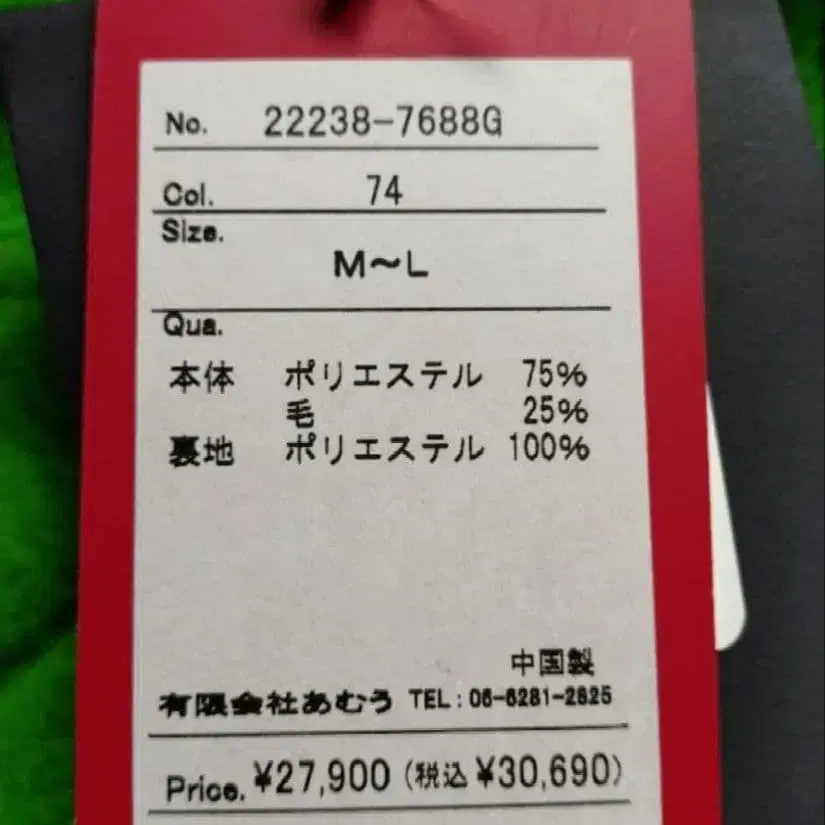 No. 22238-7688G
Col. 74
Size.
M～L
Qua.
本体 ポリエステル 75%
毛 25%
裏地 ポリエステル 100%
中国製
有限会社あむう TEL：06-6281-2825
Price. ¥27,900（税込 ¥30,690）